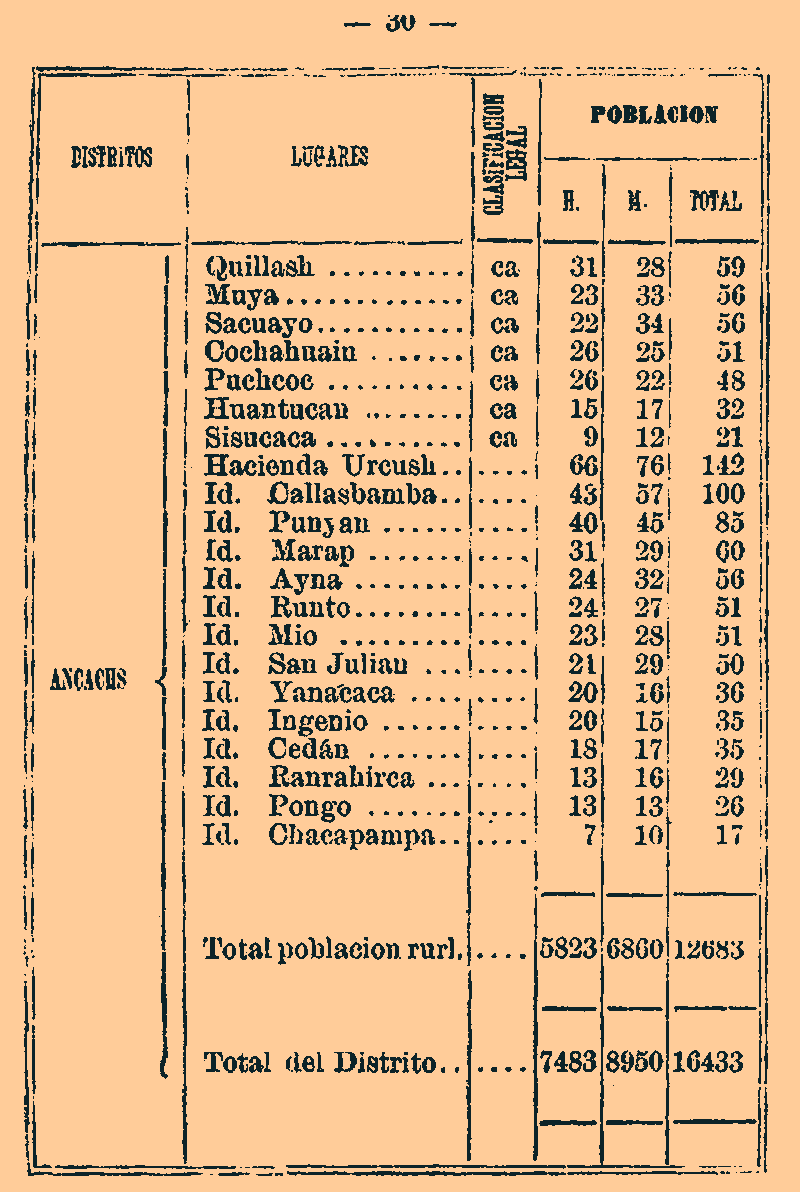 — 30 —
DISTRITOS LUGARES CLASIFICACION LEGAL POBLACION
H. M. TOTAL
ANCACHS
Quillash .......... ca 31 28 59
Muya ............. ca 23 33 56
Sacuayo ........... ca 22 34 56
Cochahuain ....... ca 26 25 51
Puchcoc .......... ca 26 22 48
Huantucan ....... ca 15 17 32
Sisucaca .......... ca 9 12 21
Hacienda Urcush ...... 66 76 142
Id. Callasbamba ...... 43 57 100
Id. Punyan .......... 40 45 85
Id. Marap ........... 31 29 60
Id. Ayna ............ 24 32 56
Id. Runto ............ 24 27 51
Id. Mio ............. 23 28 51
Id. San Julian ....... 21 29 50
Id. Yanacaca ......... 20 16 36
Id. Ingenio .......... 20 15 35
Id. Cedán ........... 18 17 35
Id. Ranrahirca ....... 13 16 29
Id. Pongo ........... 13 13 26
Id. Chacapampa ...... 7 10 17
Total poblacion rurl. .... 5823 6860 12683
Total del Distrito ...... 7483 8950 16433